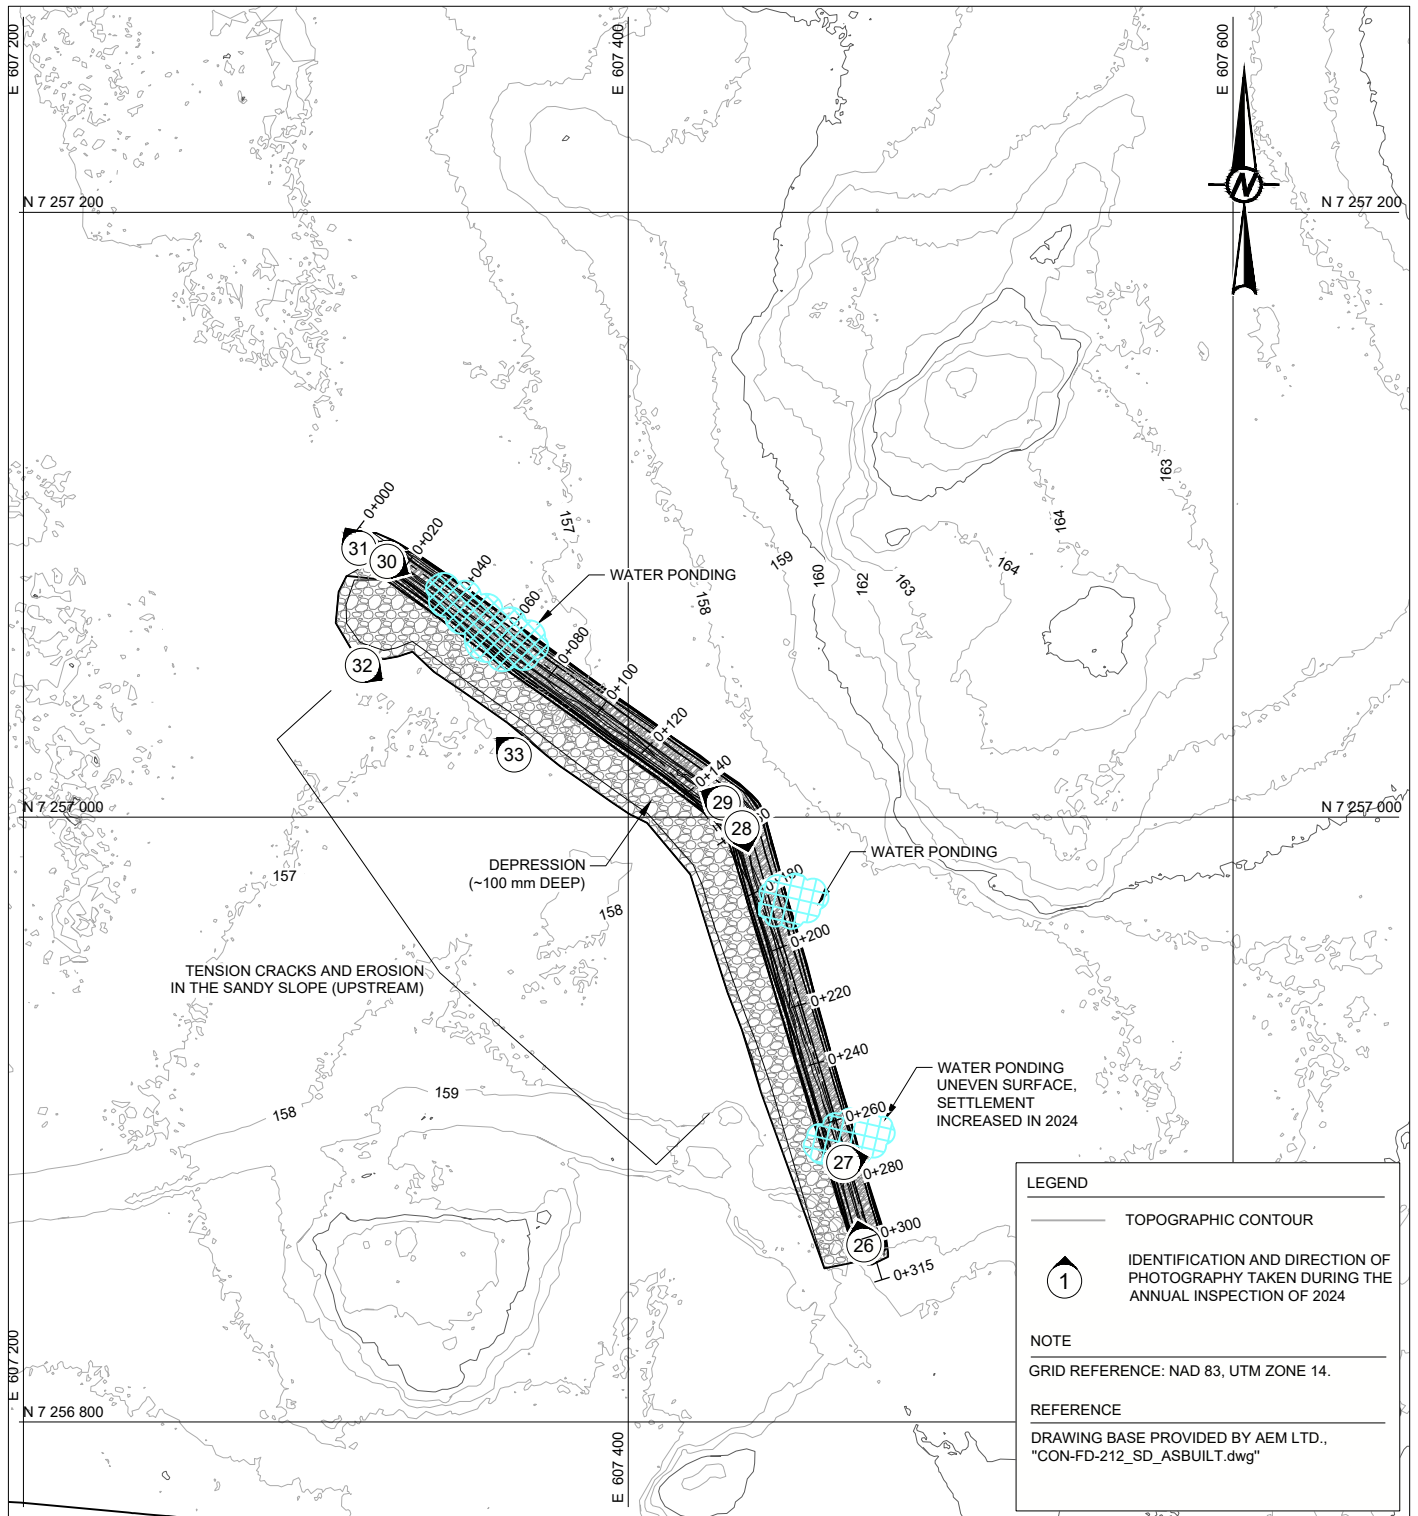 E 607 200
E 607 400
E 607 600
N 7 257 200
N 7 257 200
N
163
164
164
157
159
160
162
163
158
0+000
31
30
0+020
0+040
0+060
WATER PONDING
0+080
32
0+100
0+120
33
0+140
29
N 7 257 000
N 7 257 000
28
DEPRESSION
(~100 mm DEEP)
WATER PONDING
157
0+180
158
0+200
TENSION CRACKS AND EROSION
IN THE SANDY SLOPE (UPSTREAM)
0+220
0+240
WATER PONDING
UNEVEN SURFACE,
SETTLEMENT
INCREASED IN 2024
159
158
0+260
27
0+280
0+300
26
0+315
LEGEND
TOPOGRAPHIC CONTOUR
1
IDENTIFICATION AND DIRECTION OF
PHOTOGRAPHY TAKEN DURING THE
ANNUAL INSPECTION OF 2024
NOTE
GRID REFERENCE: NAD 83, UTM ZONE 14.
REFERENCE
DRAWING BASE PROVIDED BY AEM LTD.,
"CON-FD-212_SD_ASBUILT.dwg"
E 607 200
N 7 256 800
E 607 400